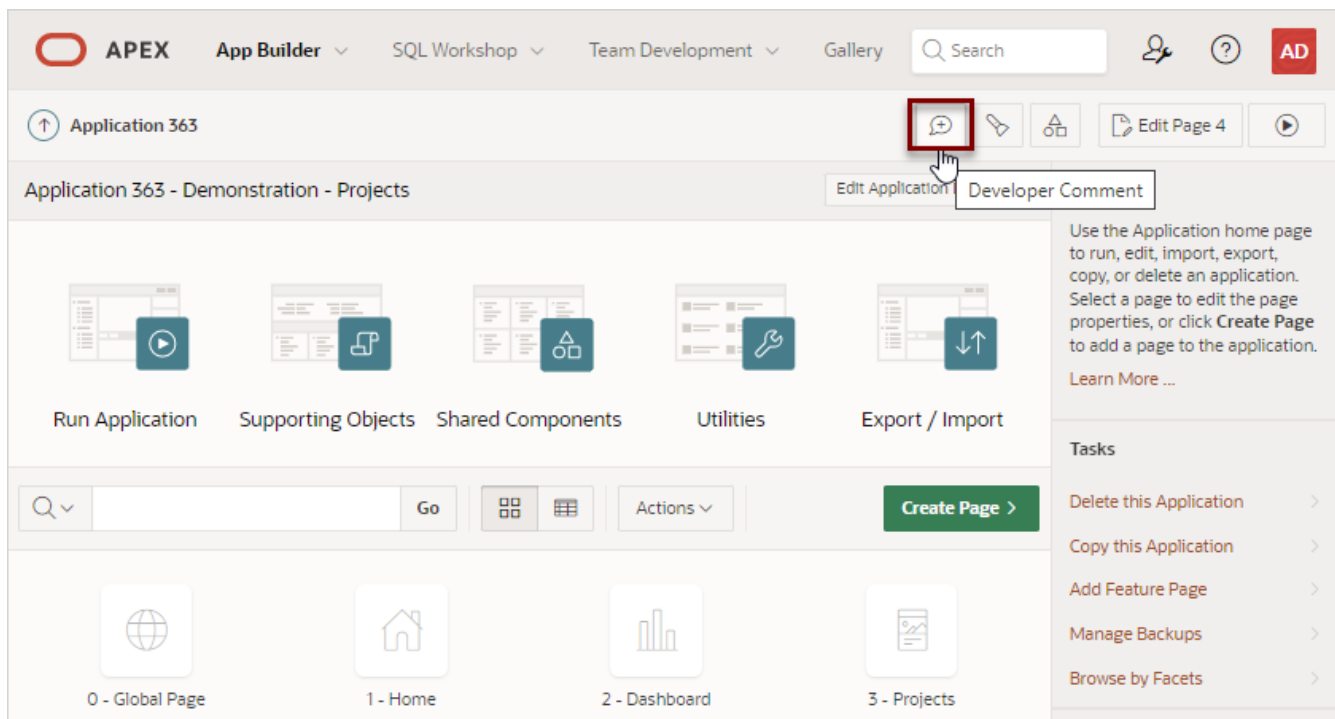 APEX App Builder SQL Workshop Team Development Gallery Search AD
Application 363 Edit Page 4
Developer Comment
Application 363 - Demonstration - Projects Edit Application
Use the Application home page
to run, edit, import, export,
copy, or delete an application.
Select a page to edit the page
properties, or click Create Page
to add a page to the application.
Learn More ...
Run Application Supporting Objects Shared Components Utilities Export / Import
Tasks
Go Actions Create Page >
Delete this Application
Copy this Application
Add Feature Page
Manage Backups
Browse by Facets
0 - Global Page 1 - Home 2 - Dashboard 3 - Projects